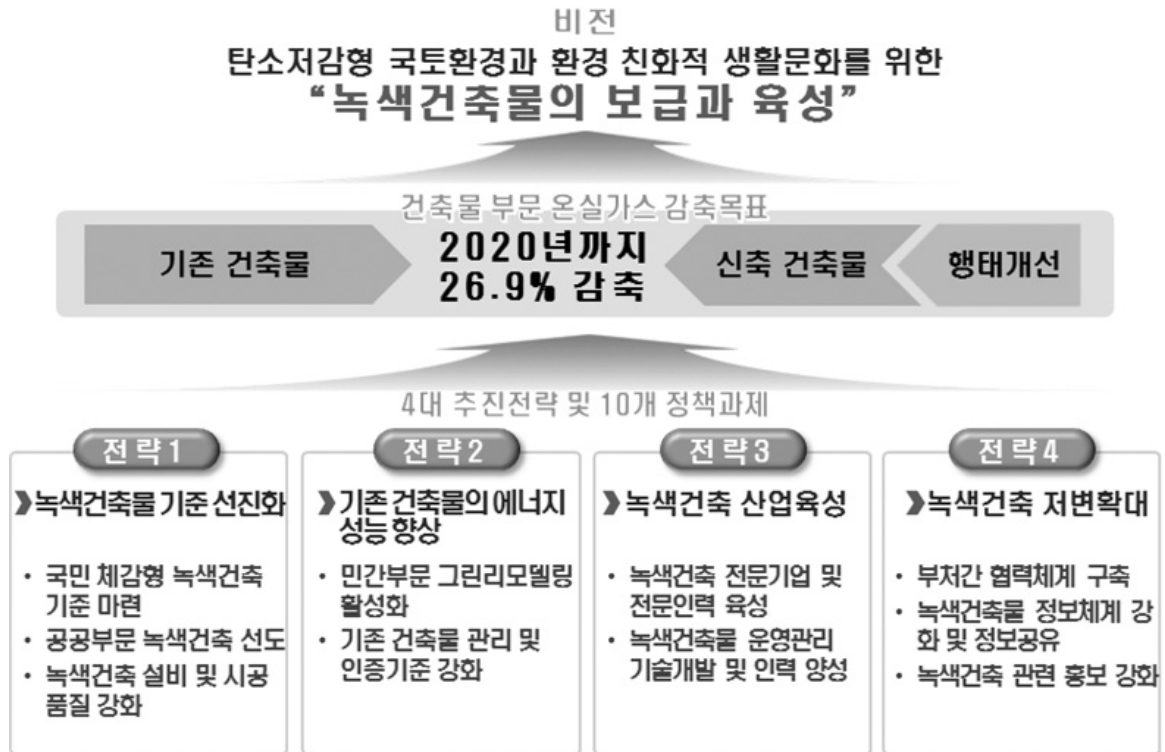 비전
탄소저감형 국토환경과 환경 친화적 생활문화를 위한
“녹색건축물의 보급과 육성”
건축물 부문 온실가스 감축목표
기존 건축물
2020년까지
26.9% 감축
신축 건축물
행태개선
4대 추진전략 및 10개 정책과제
전략1
》녹색건축물 기준 선진화
• 국민 체감형 녹색건축
기준 마련
• 공공부문 녹색건축 선도
• 녹색건축 설비 및 시공
품질 강화
전략2
》기존 건축물의 에너지
성능 향상
• 민간부문 그린리모델링
활성화
• 기존 건축물 관리 및
인증기준 강화
전략3
》녹색건축 산업육성
• 녹색건축 전문기업 및
전문인력 육성
• 녹색건축물 운영관리
기술개발 및 인력 양성
전략4
》녹색건축 저변확대
• 부처간 협력체계 구축
• 녹색건축물 정보체계 강
화 및 정보공유
• 녹색건축 관련 홍보 강화